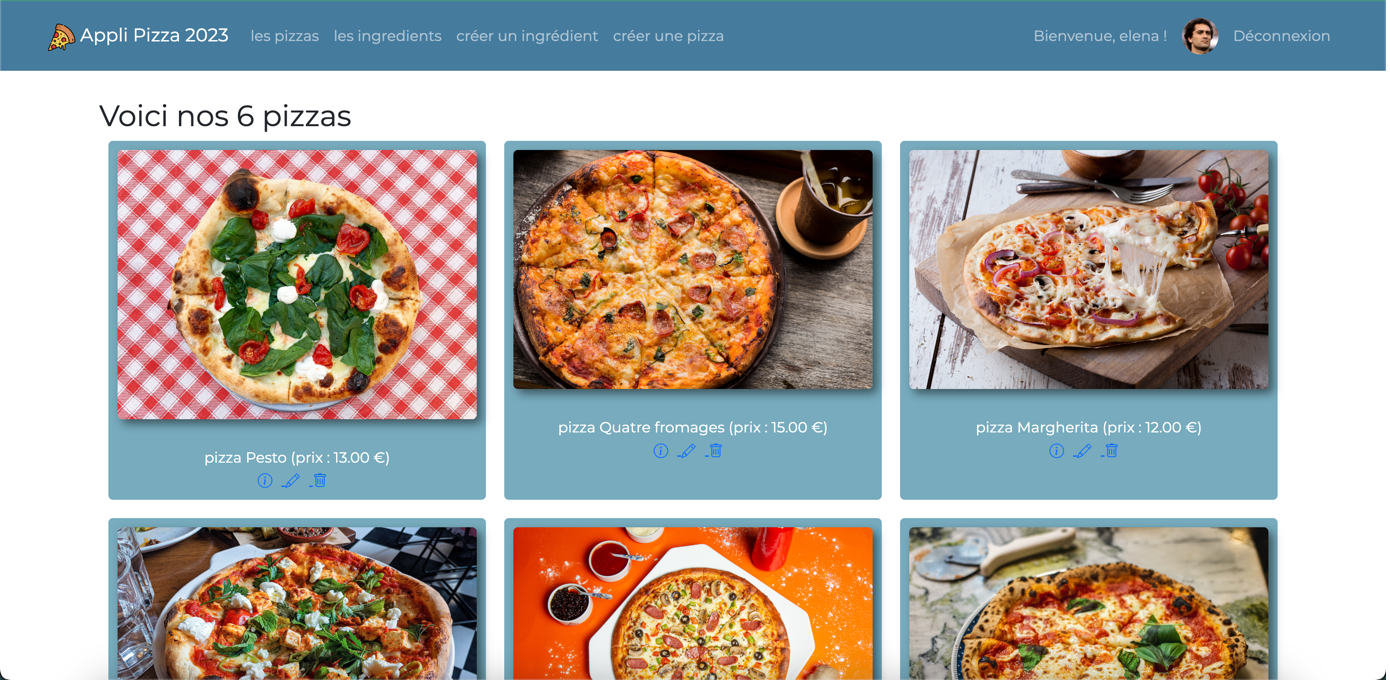 Appli Pizza 2023 les pizzas les ingredients créer un ingrédient créer une pizza Bienvenue, elena ! Déconnexion
Voici nos 6 pizzas
pizza Pesto (prix : 13.00 €)
pizza Quatre fromages (prix : 15.00 €)
pizza Margherita (prix : 12.00 €)